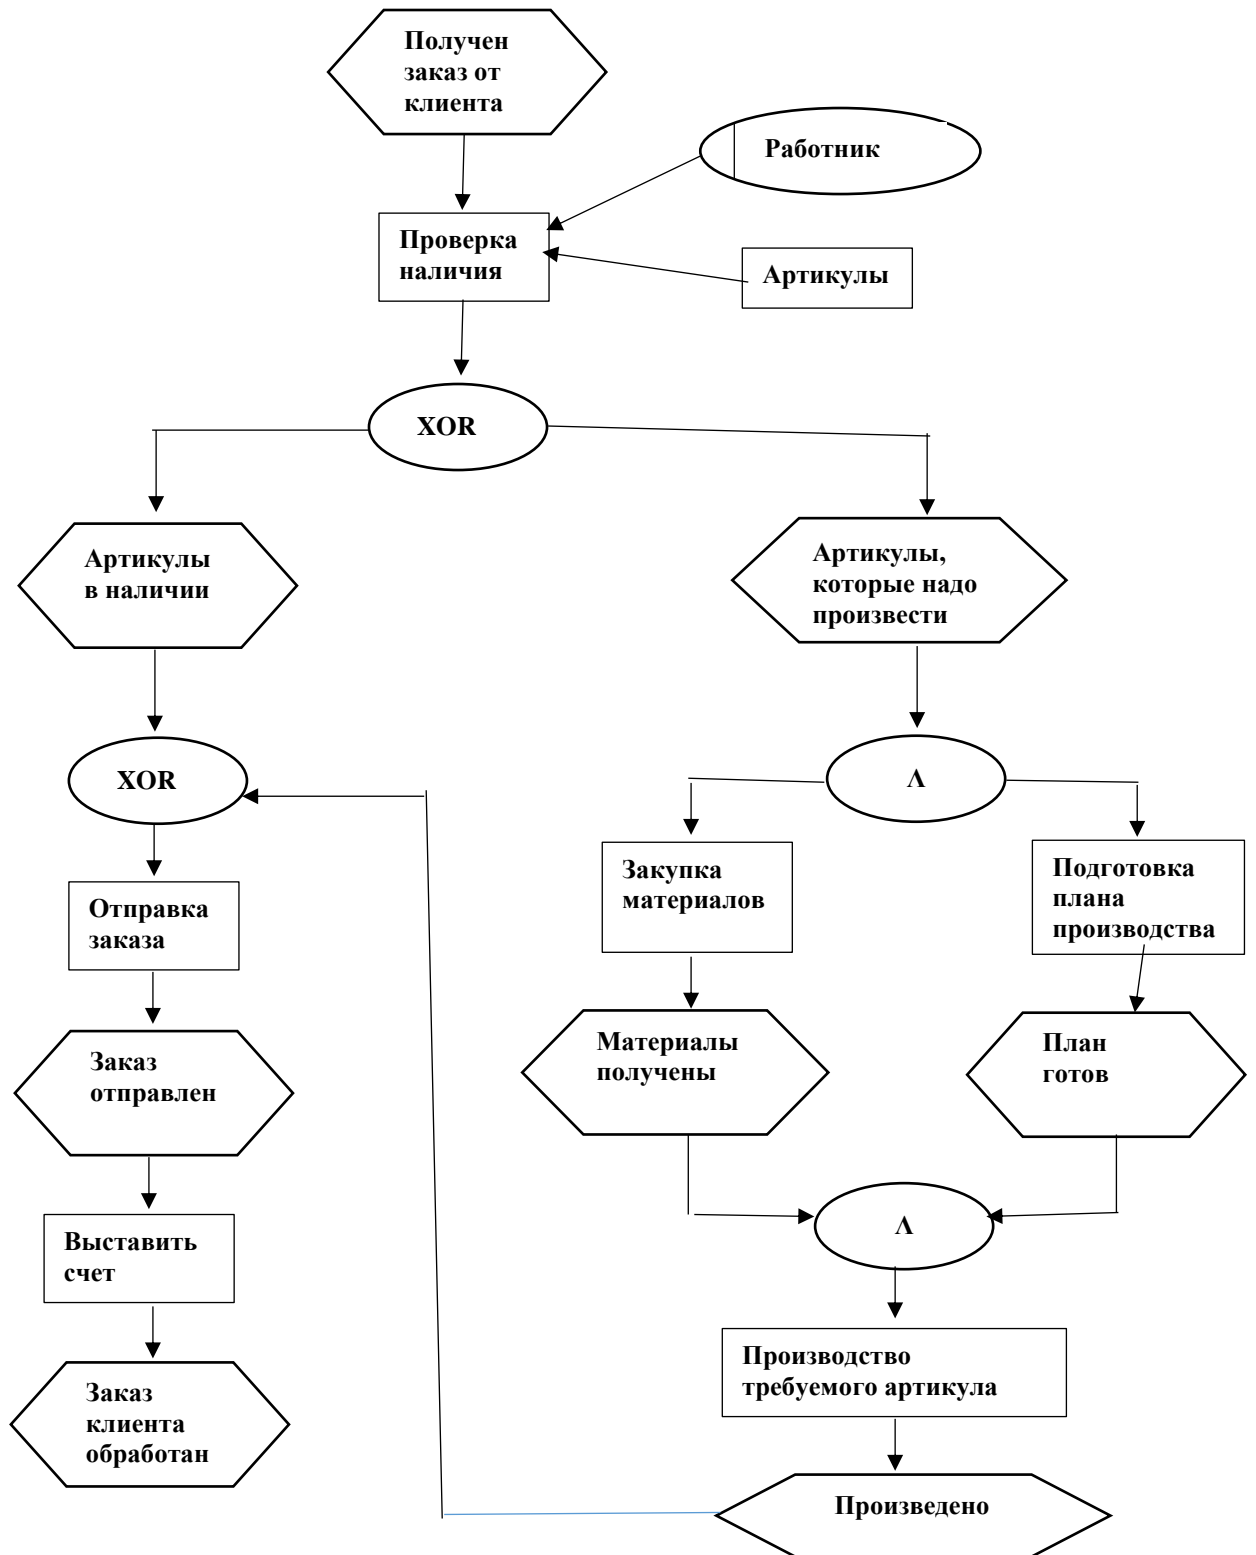 Получен
заказ от
клиента
Работник
Проверка
наличия
Артикулы
XOR
Артикулы
в наличии
Артикулы,
которые надо
произвести
XOR
Λ
Закупка
материалов
Подготовка
плана
производства
Отправка
заказа
Заказ
отправлен
Материалы
получены
План
готов
Выставить
счет
Λ
Производство
требуемого артикула
Заказ
клиента
обработан
Произведено